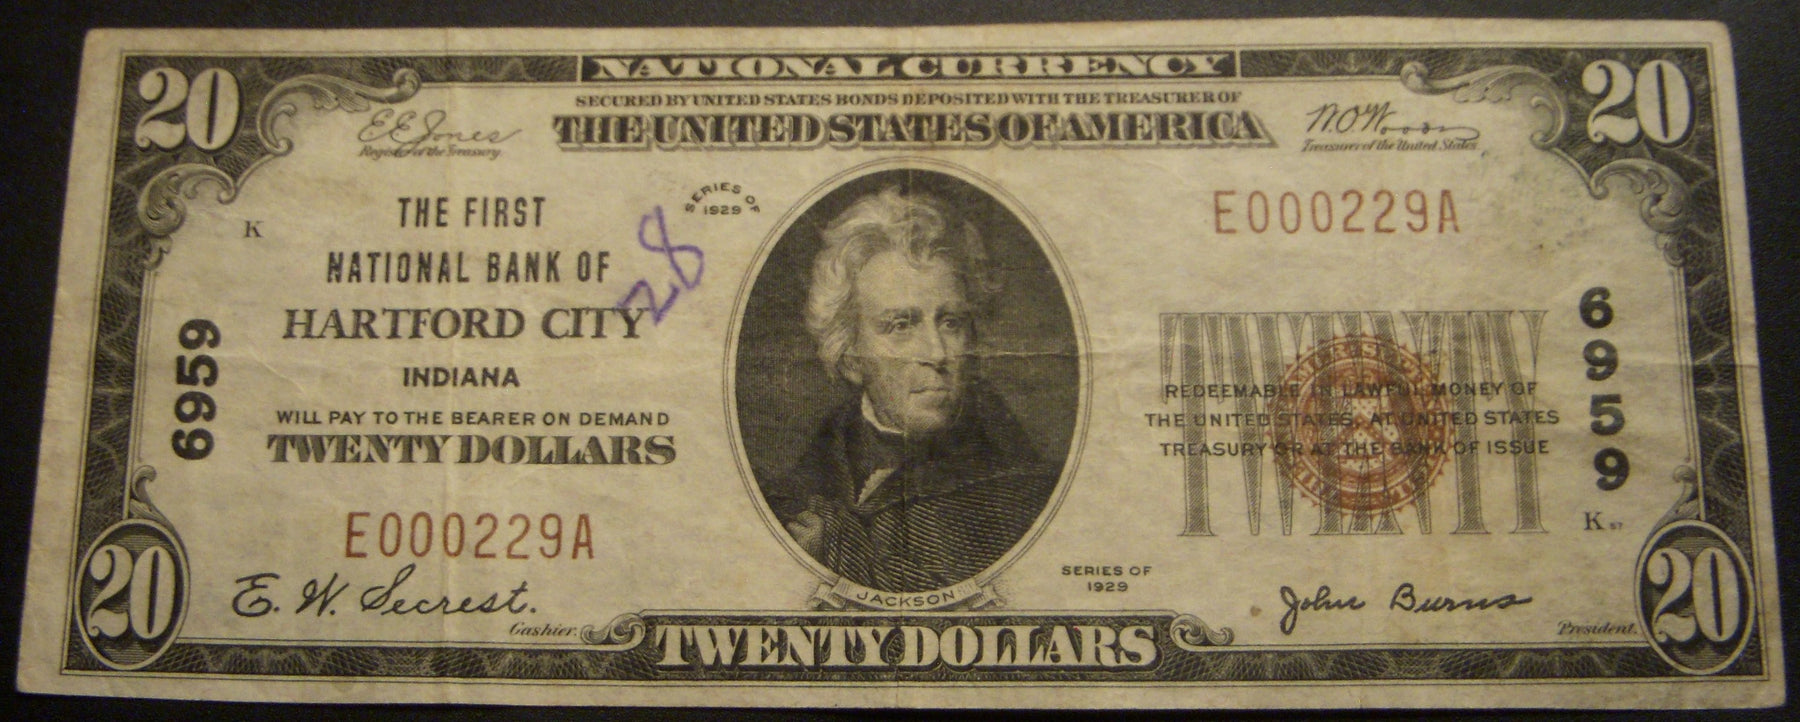 NATIONAL CURRENCY
SECURED BY UNITED STATES BONDS DEPOSITED WITH THE TREASURER OF
THE UNITED STATES OF AMERICA
20
20
E E Jones
Register of the Treasury
W. O. Woods
Treasurer of the United States
SERIES OF
1929
K
THE FIRST
NATIONAL BANK OF
HARTFORD CITY
INDIANA
WILL PAY TO THE BEARER ON DEMAND
TWENTY DOLLARS
28
6959
E000229A
E. W. Secrest.
Cashier.
JACKSON
E000229A
TWENTY
REDEEMABLE IN LAWFUL MONEY OF
THE UNITED STATES, AT UNITED STATES
TREASURY OR AT THE BANK OF ISSUE
6959
K 57
SERIES OF
1929
John Burns
President.
20
TWENTY DOLLARS
20